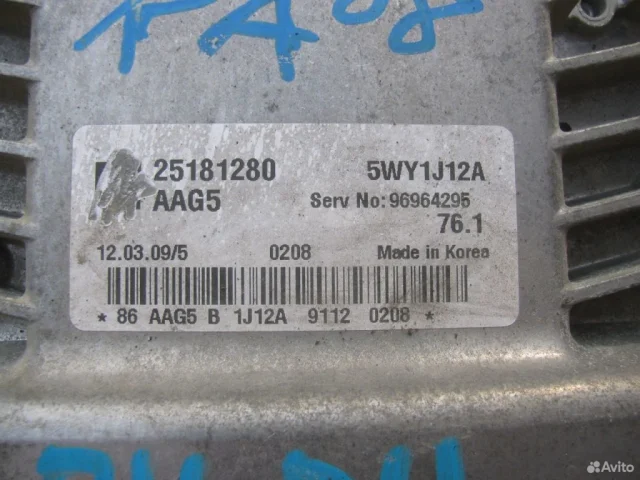 25181280 5WY1J12A
AAG5 Serv No: 96964295
76.1
12.03.09/5 0208 Made in Korea
* 86 AAG5 B 1J12A 9112 0208 *
Avito